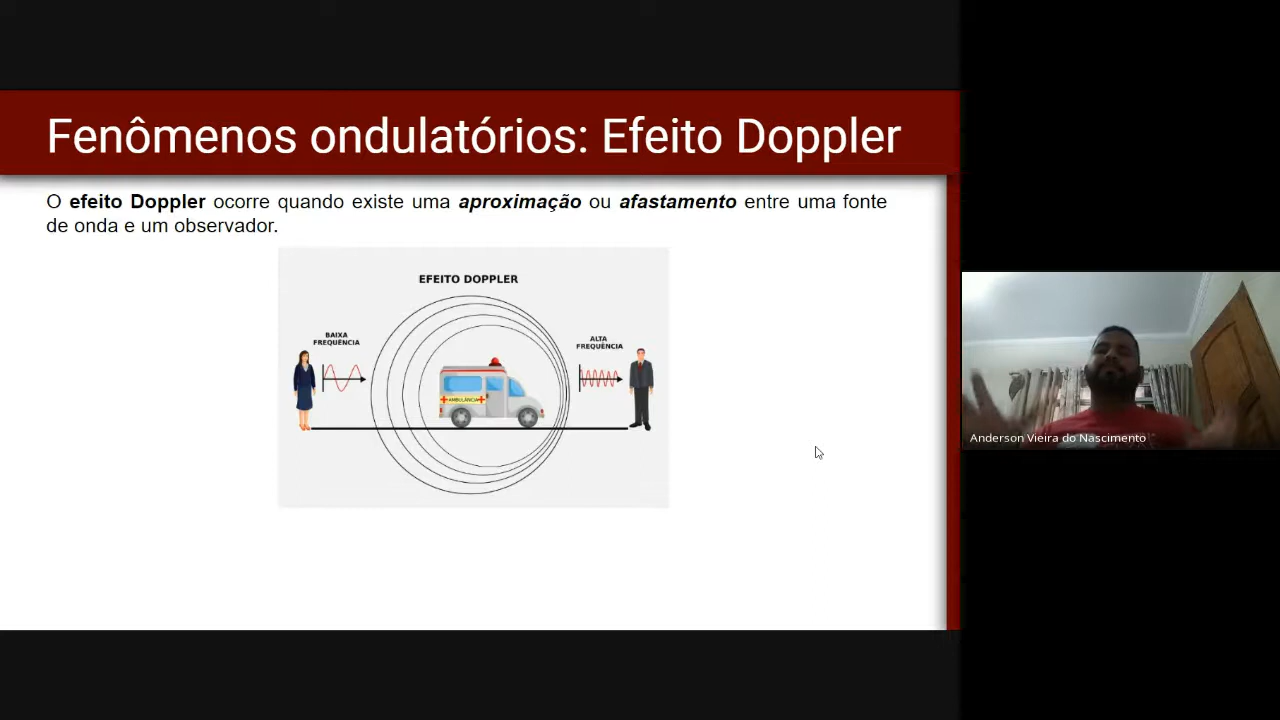 Fenômenos ondulatórios: Efeito Doppler
O efeito Doppler ocorre quando existe uma aproximação ou afastamento entre uma fonte
de onda e um observador.
EFEITO DOPPLER
BAIXA
FREQUÊNCIA
ALTA
FREQUÊNCIA
AMBULÂNCIA
Anderson Vieira do Nascimento